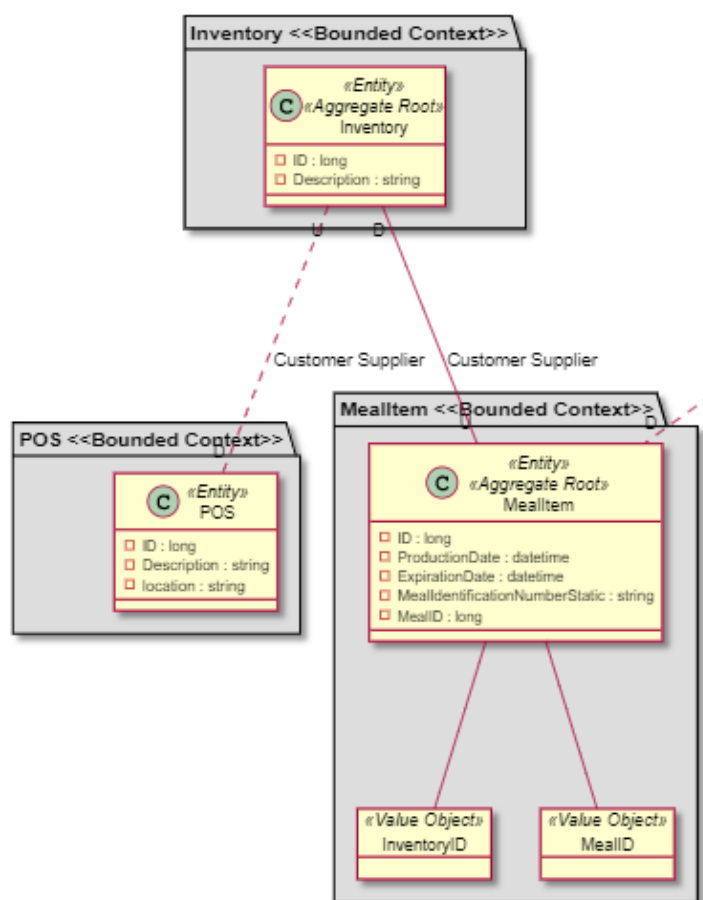 Inventory <<Bounded Context>>
C
«Entity»
«Aggregate Root»
Inventory
ID : long
Description : string
U
D
Customer Supplier
Customer Supplier
POS <<Bounded Context>>
D
C
«Entity»
POS
ID : long
Description : string
location : string
MealItem <<Bounded Context>>
U
D
C
«Entity»
«Aggregate Root»
MealItem
ID : long
ProductionDate : datetime
ExpirationDate : datetime
MealIdentificationNumberStatic : string
MealID : long
«Value Object»
InventoryID
«Value Object»
MealID